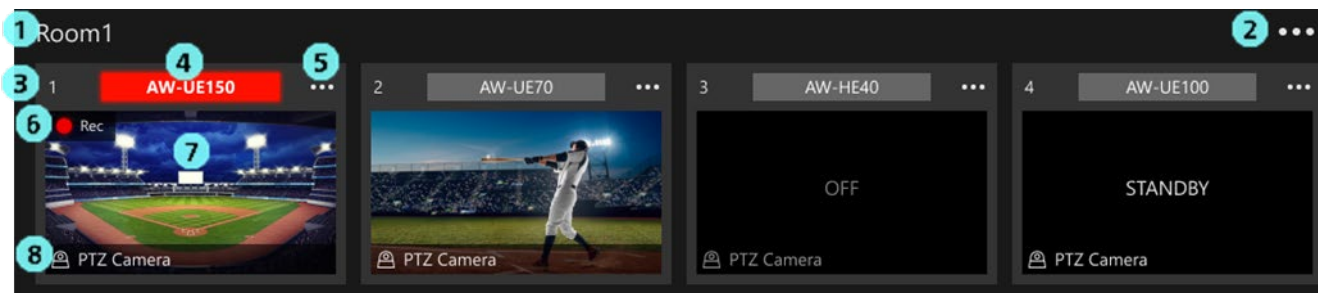 1 Room1 2 •••
4 5
3 1 AW-UE150 ••• 2 AW-UE70 ••• 3 AW-HE40 ••• 4 AW-UE100 •••
6 Rec
7
OFF STANDBY
8 PTZ Camera PTZ Camera PTZ Camera PTZ Camera